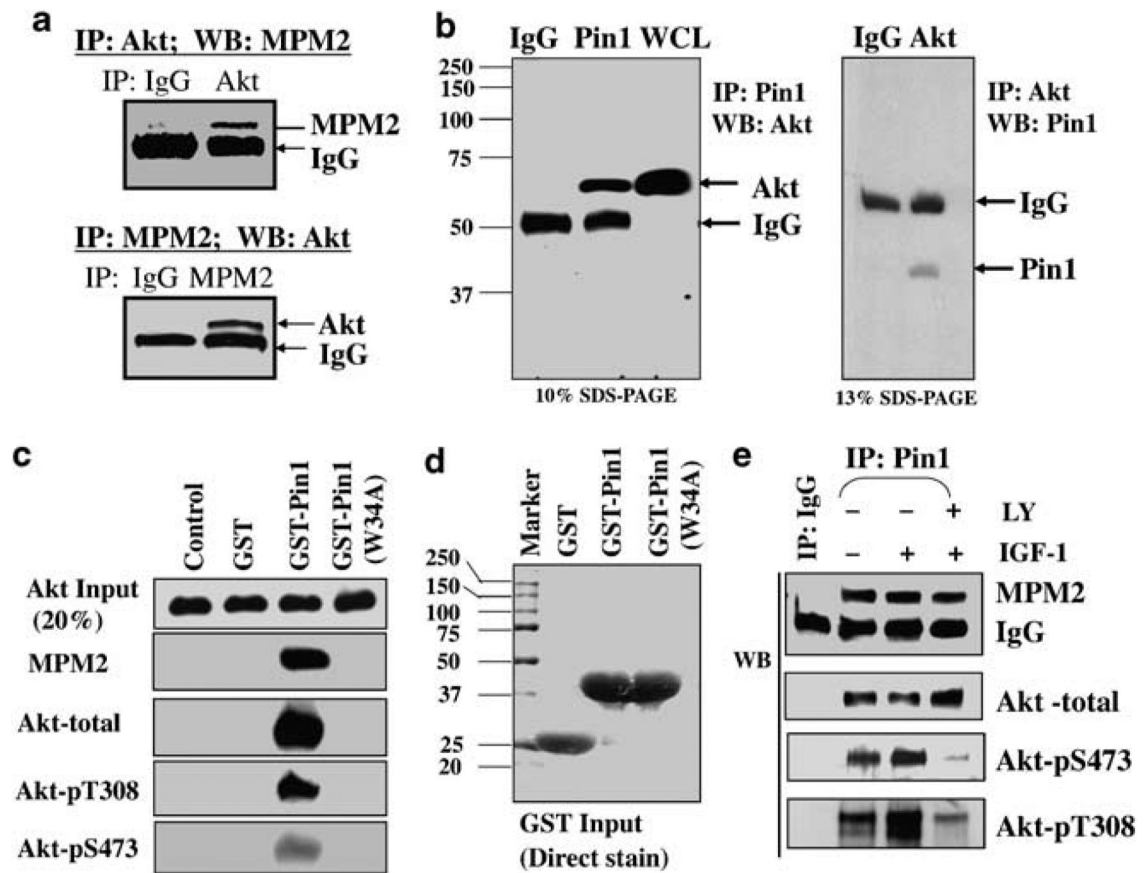 a
IP: Akt; WB: MPM2
IP: IgG Akt
MPM2
IgG
IP: MPM2; WB: Akt
IP: IgG MPM2
Akt
IgG
b
IgG Pin1 WCL
250
150
100
75
50
37
IP: Pin1
WB: Akt
Akt
IgG
10% SDS-PAGE
IgG Akt
IP: Akt
WB: Pin1
IgG
Pin1
13% SDS-PAGE
c
Control
GST
GST-Pin1
GST-Pin1
(W34A)
Akt Input
(20%)
MPM2
Akt-total
Akt-pT308
Akt-pS473
d
Marker
GST
GST-Pin1
GST-Pin1
(W34A)
250
150
100
75
50
37
25
20
GST Input
(Direct stain)
e
IP: IgG
IP: Pin1
– – + LY
– + + IGF-1
WB
MPM2
IgG
Akt -total
Akt-pS473
Akt-pT308